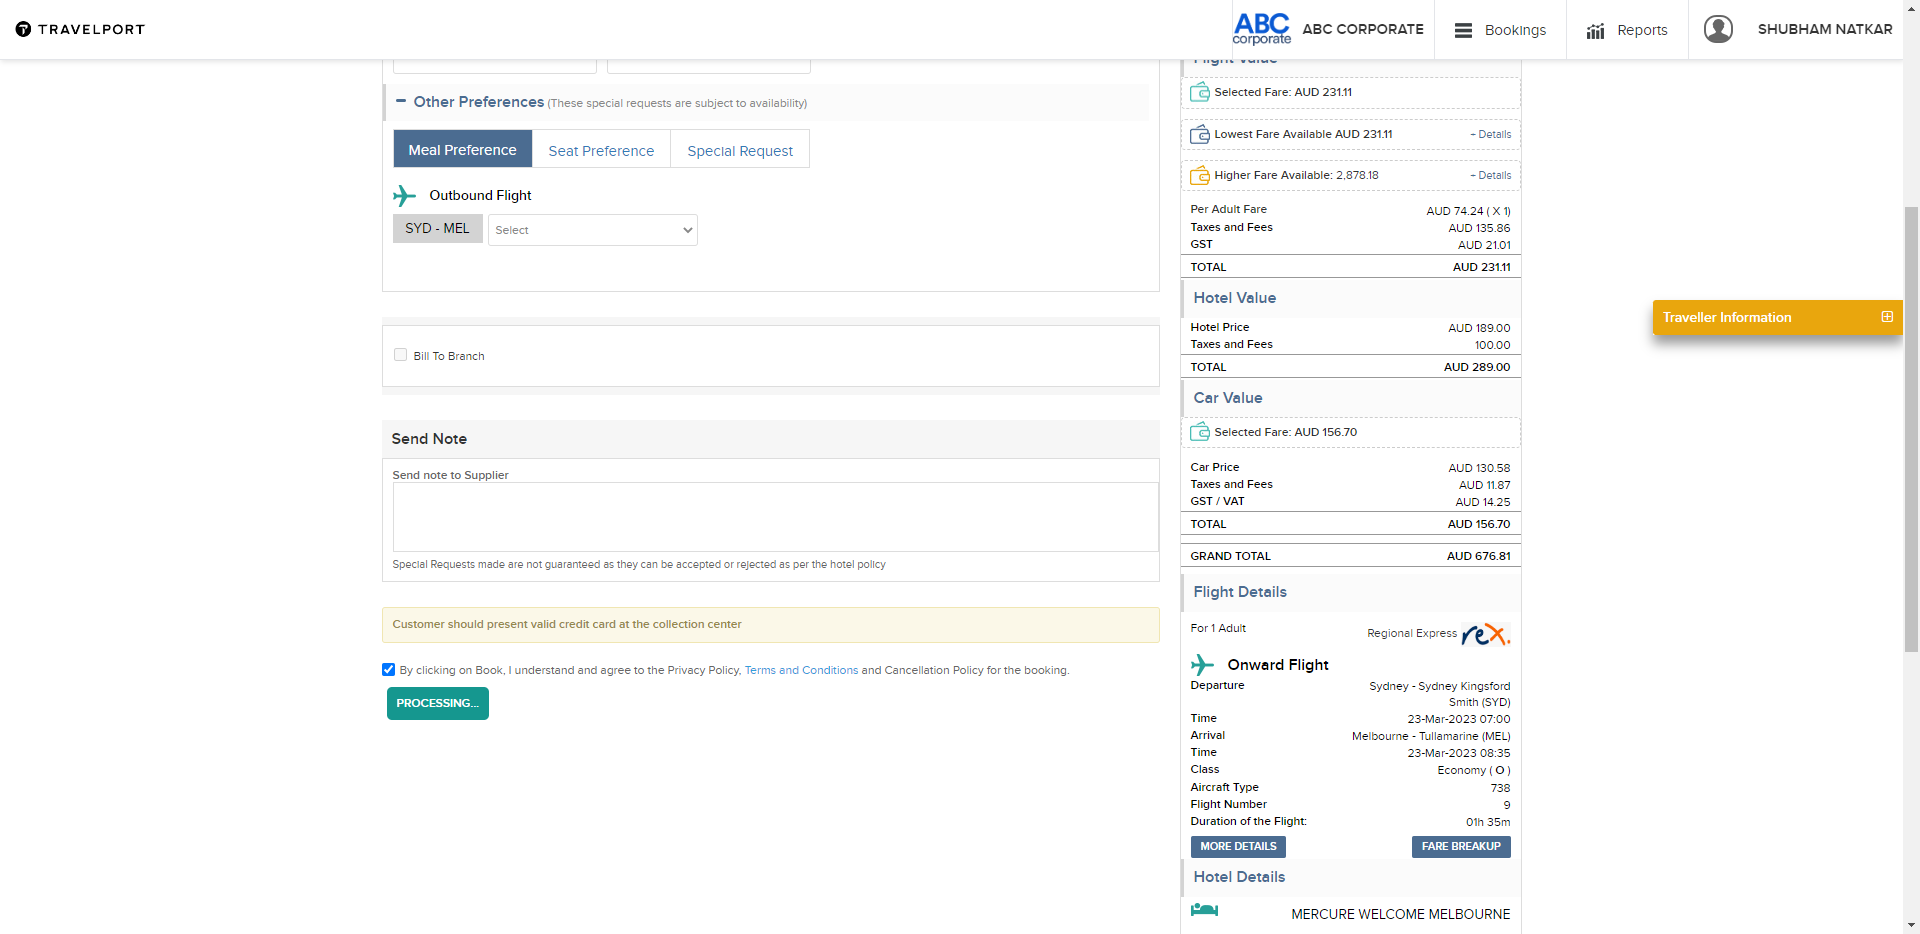 TRAVELPORT
ABC corporate
ABC CORPORATE
Bookings
Reports
SHUBHAM NATKAR
Other Preferences (These special requests are subject to availability)
Meal Preference
Seat Preference
Special Request
Outbound Flight
SYD - MEL
Select
Bill To Branch
Send Note
Send note to Supplier
Special Requests made are not guaranteed as they can be accepted or rejected as per the hotel policy
Customer should present valid credit card at the collection center
By clicking on Book, I understand and agree to the Privacy Policy, Terms and Conditions and Cancellation Policy for the booking.
PROCESSING...
Flight Value
Selected Fare: AUD 231.11
Lowest Fare Available AUD 231.11 + Details
Higher Fare Available: 2,878.18 + Details
Per Adult Fare AUD 74.24 ( X 1)
Taxes and Fees AUD 135.86
GST AUD 21.01
TOTAL AUD 231.11
Hotel Value
Hotel Price AUD 189.00
Taxes and Fees 100.00
TOTAL AUD 289.00
Car Value
Selected Fare: AUD 156.70
Car Price AUD 130.58
Taxes and Fees AUD 11.87
GST / VAT AUD 14.25
TOTAL AUD 156.70
GRAND TOTAL AUD 676.81
Flight Details
For 1 Adult Regional Express rex.
Onward Flight
Departure Sydney - Sydney Kingsford
Smith (SYD)
Time 23-Mar-2023 07:00
Arrival Melbourne - Tullamarine (MEL)
Time 23-Mar-2023 08:35
Class Economy ( O )
Aircraft Type 738
Flight Number 9
Duration of the Flight: 01h 35m
MORE DETAILS FARE BREAKUP
Hotel Details
MERCURE WELCOME MELBOURNE
Traveller Information